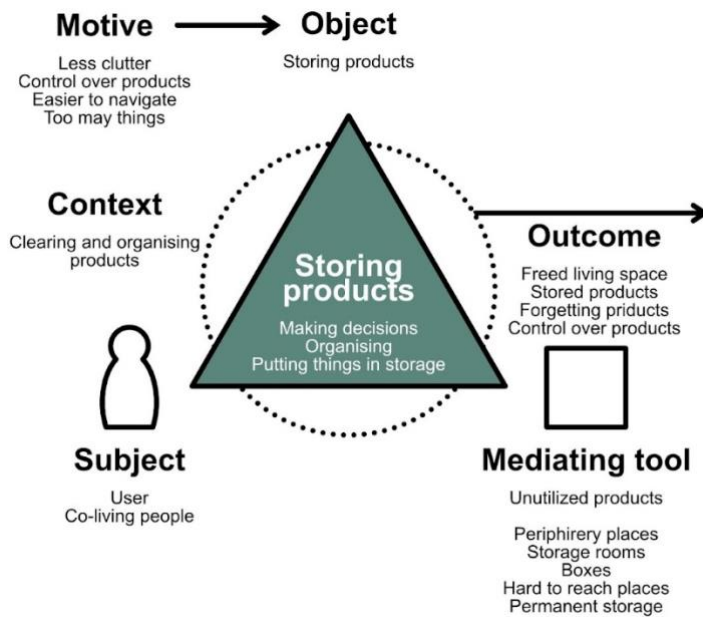 Motive
Less clutter
Control over products
Easier to navigate
Too may things
Object
Storing products
Context
Clearing and organising
products
Storing
products
Making decisions
Organising
Putting things in storage
Outcome
Freed living space
Stored products
Forgetting priducts
Control over products
Subject
User
Co-living people
Mediating tool
Unutilized products
Periphirery places
Storage rooms
Boxes
Hard to reach places
Permanent storage